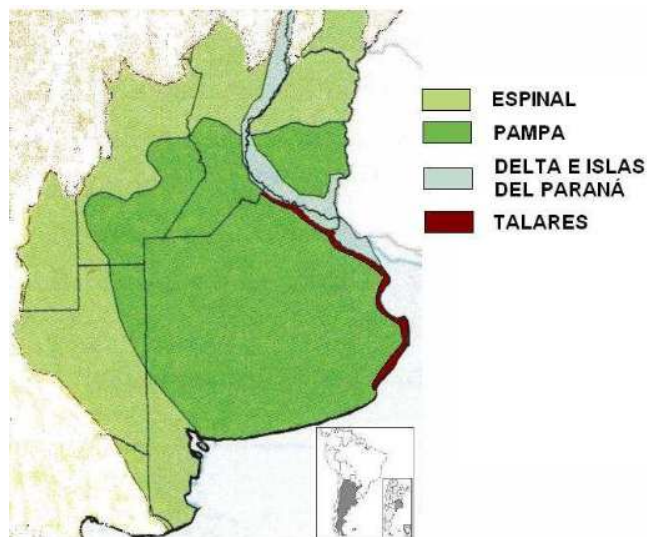 ESPINAL
PAMPA
DELTA E ISLAS
DEL PARANÁ
TALARES